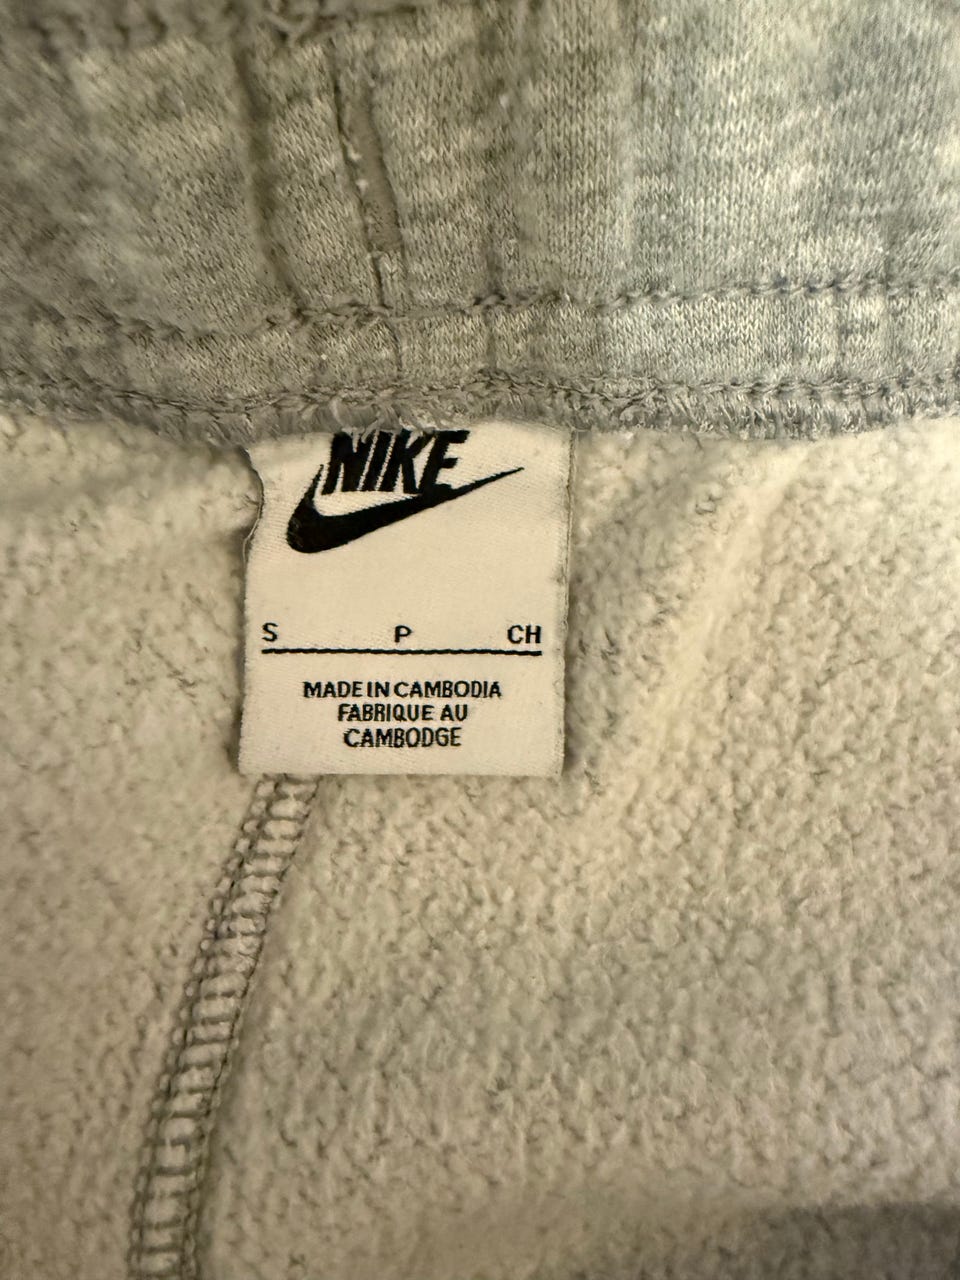 NIKE
S P CH
MADE IN CAMBODIA
FABRIQUE AU
CAMBODGE